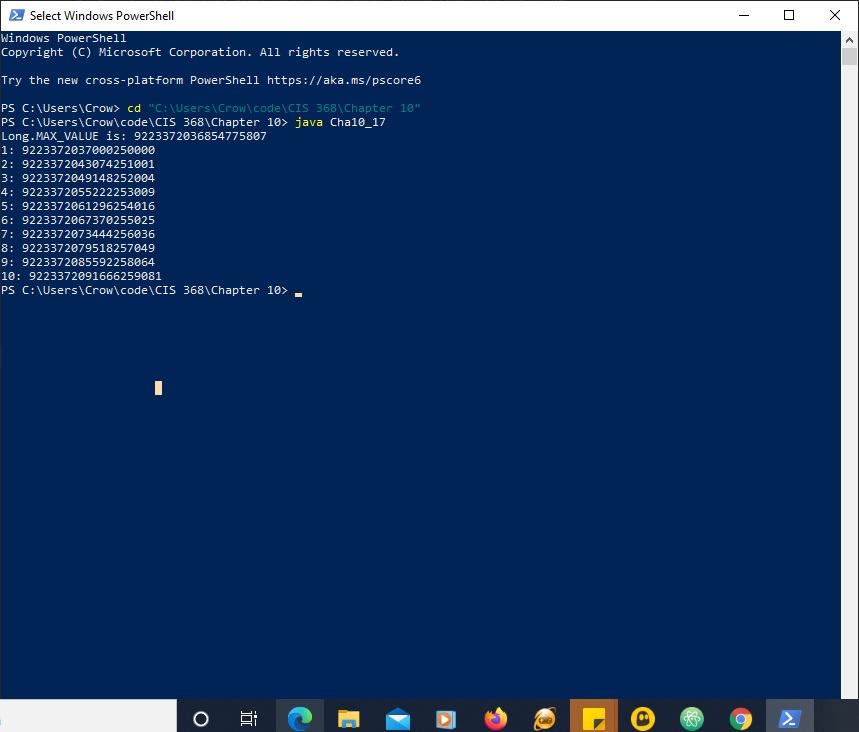 Select Windows PowerShell
Windows PowerShell
Copyright (C) Microsoft Corporation. All rights reserved.
Try the new cross-platform PowerShell https://aka.ms/pscore6
PS C:\Users\Crow> cd "C:\Users\Crow\code\CIS 368\Chapter 10"
PS C:\Users\Crow\code\CIS 368\Chapter 10> java Cha10_17
Long.MAX_VALUE is: 9223372036854775807
1: 9223372037000250000
2: 9223372043074251001
3: 9223372049148252004
4: 9223372055222253009
5: 9223372061296254016
6: 9223372067370255025
7: 9223372073444256036
8: 9223372079518257049
9: 9223372085592258064
10: 9223372091666259081
PS C:\Users\Crow\code\CIS 368\Chapter 10>